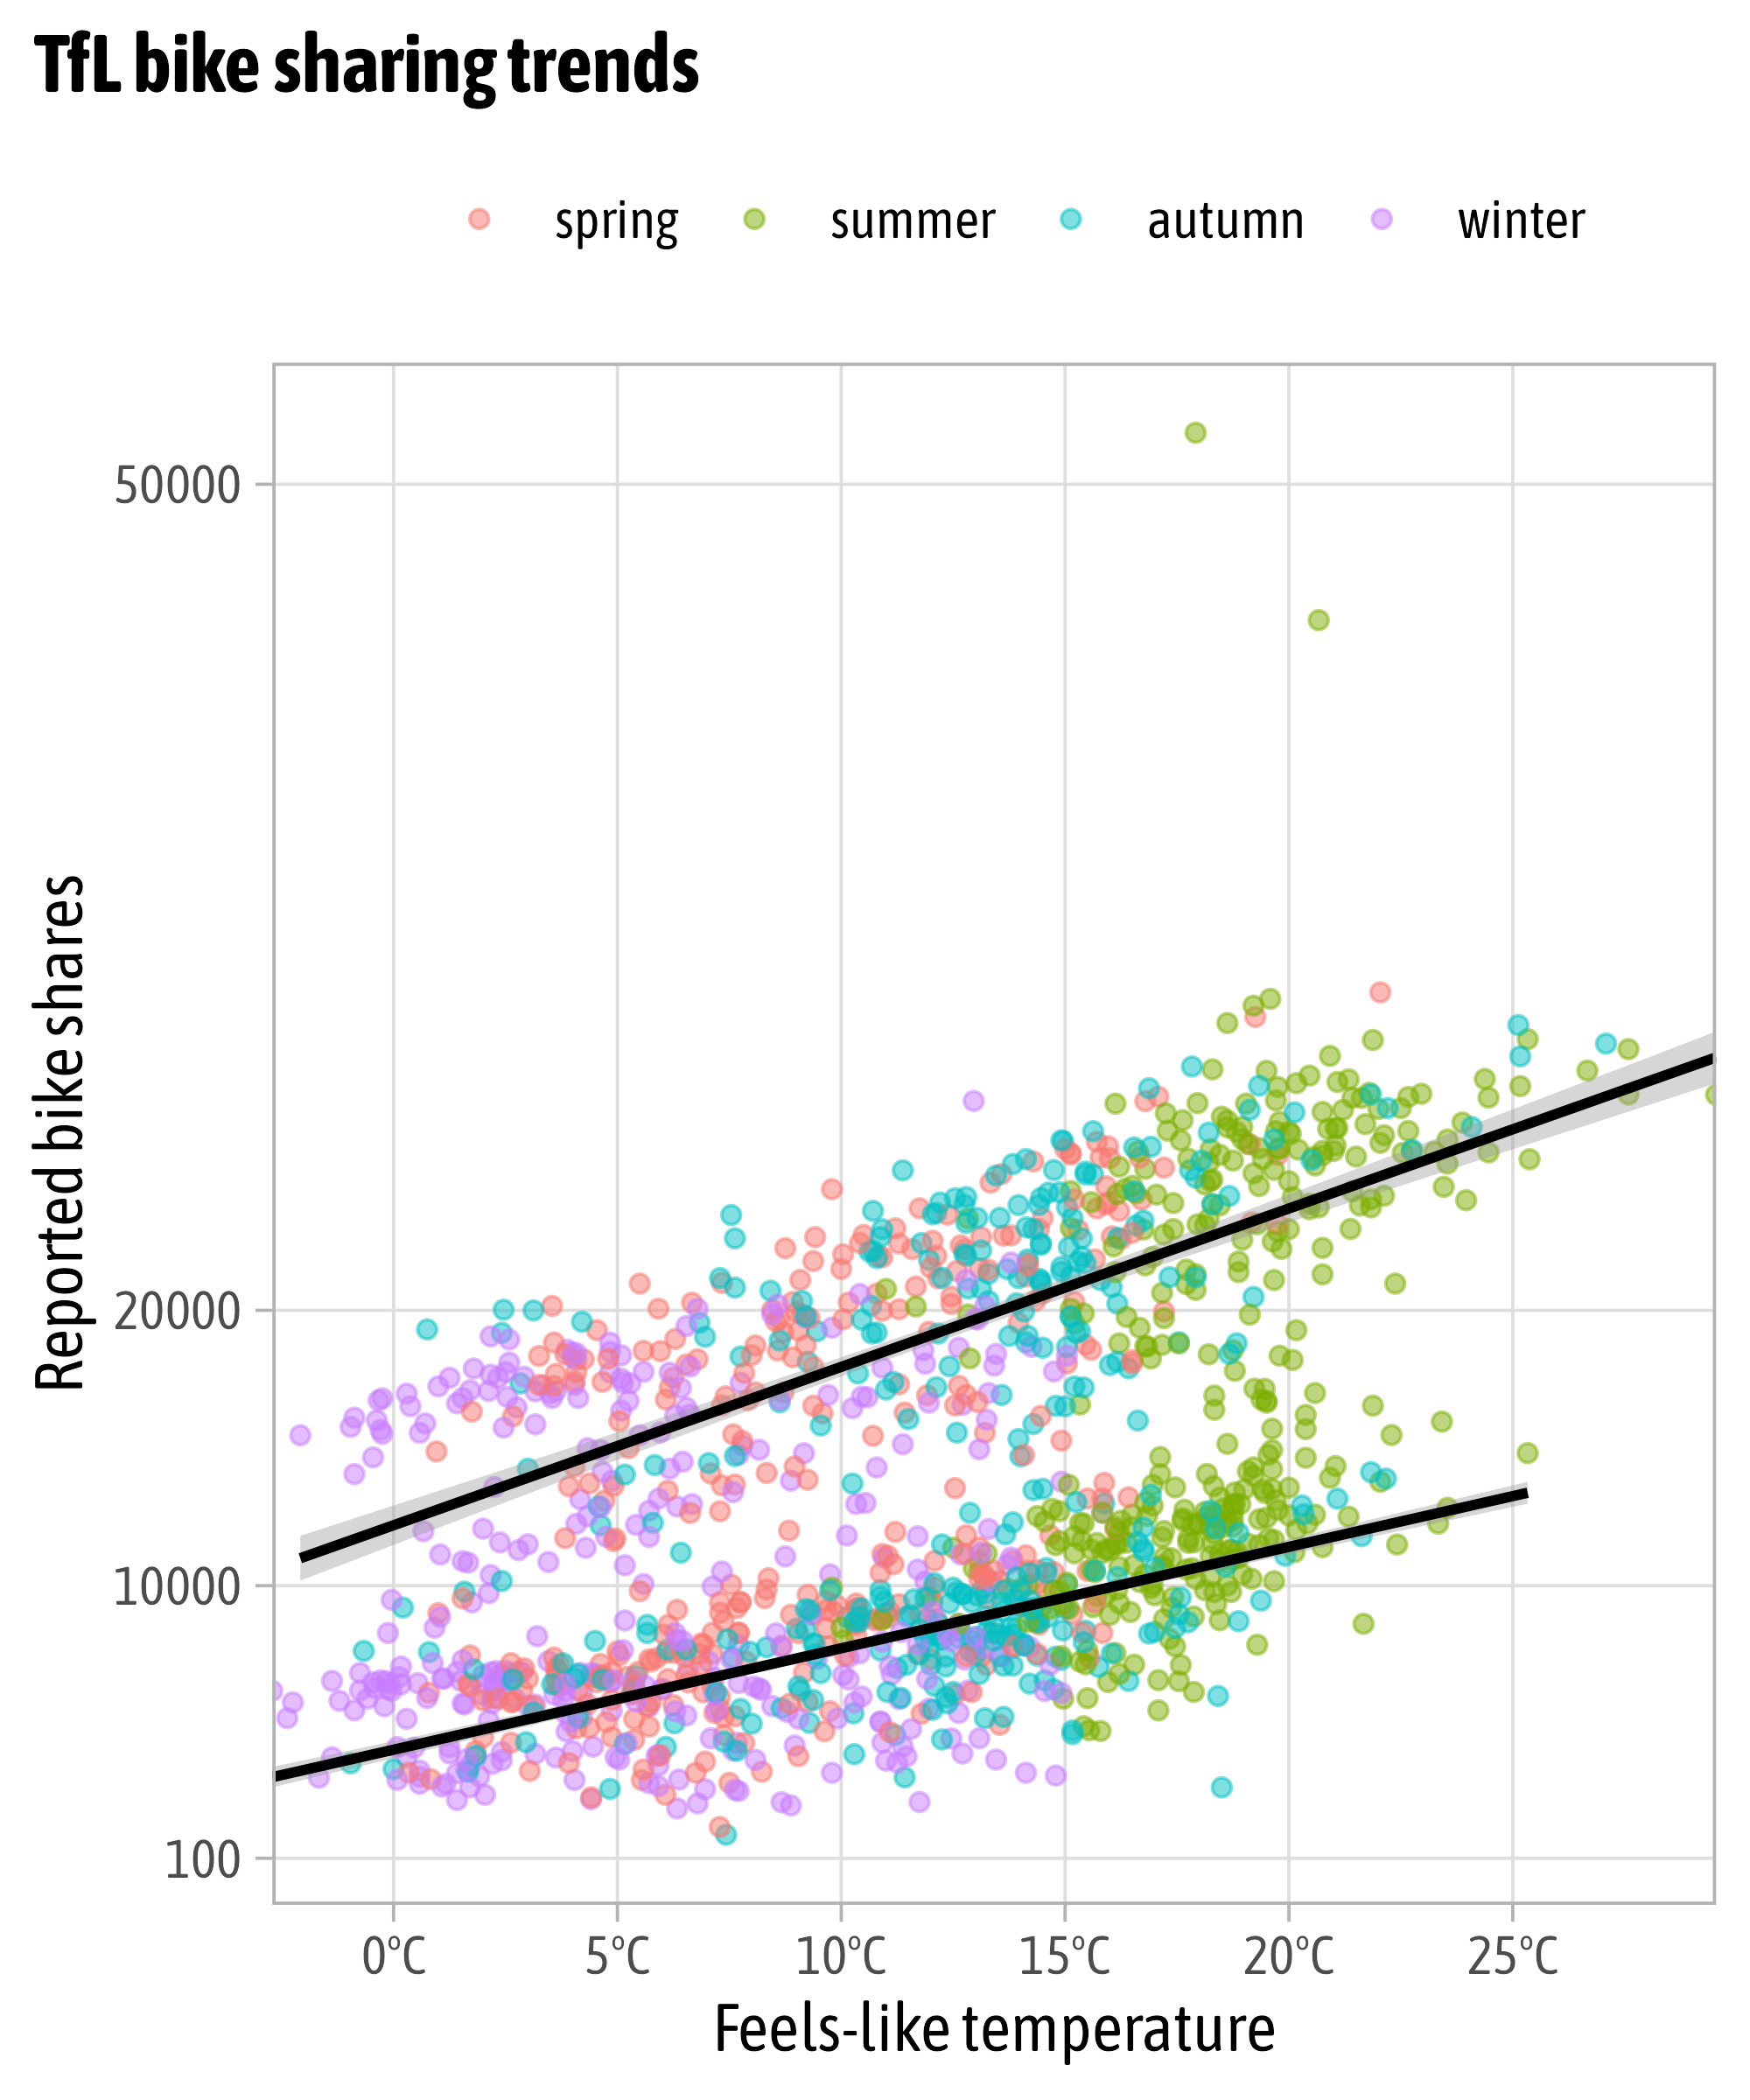 TfL bike sharing trends
spring summer autumn winter
Reported bike shares
50000
20000
10000
100
0°C 5°C 10°C 15°C 20°C 25°C
Feels-like temperature